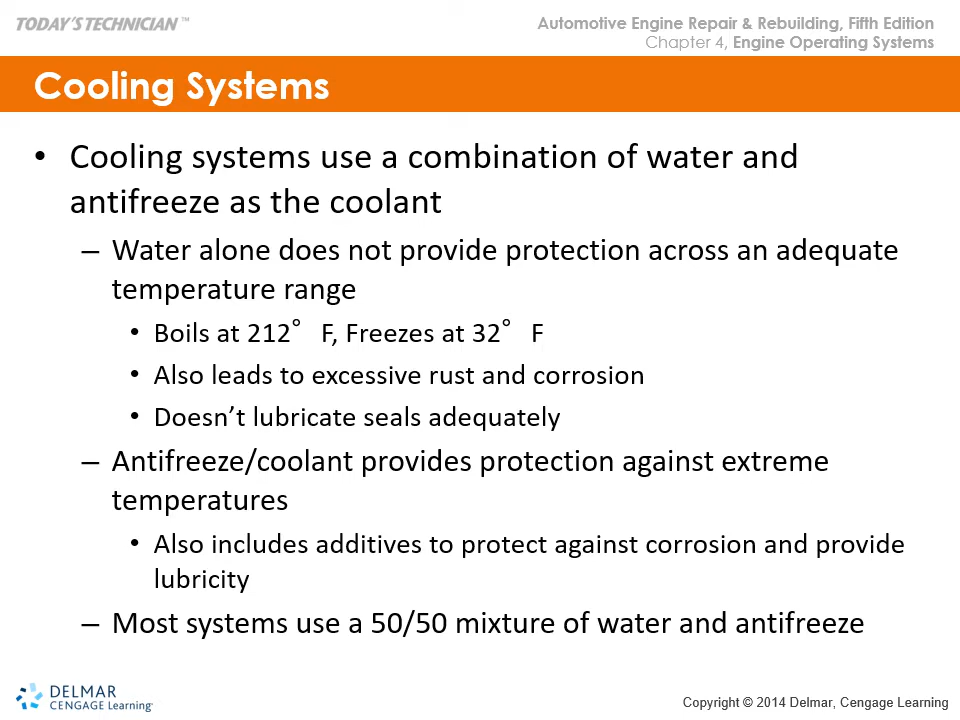 TODAY'S TECHNICIAN™
Automotive Engine Repair & Rebuilding, Fifth Edition
Chapter 4, Engine Operating Systems
Cooling Systems
• Cooling systems use a combination of water and
antifreeze as the coolant
– Water alone does not provide protection across an adequate
temperature range
• Boils at 212° F, Freezes at 32° F
• Also leads to excessive rust and corrosion
• Doesn’t lubricate seals adequately
– Antifreeze/coolant provides protection against extreme
temperatures
• Also includes additives to protect against corrosion and provide
lubricity
– Most systems use a 50/50 mixture of water and antifreeze
DELMAR
CENGAGE Learning
Copyright © 2014 Delmar, Cengage Learning